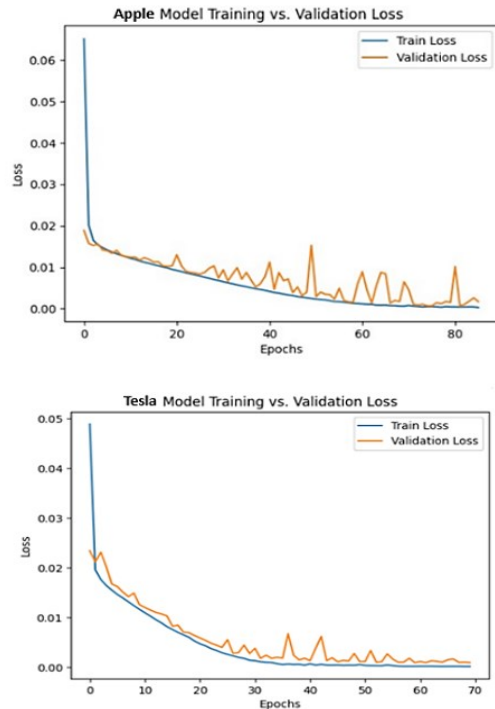 Apple Model Training vs. Validation Loss
Train Loss
Validation Loss
0.06
0.05
0.04
0.03
0.02
0.01
0.00
Loss
0 20 40 60 80
Epochs
Tesla Model Training vs. Validation Loss
Train Loss
Validation Loss
0.05
0.04
0.03
0.02
0.01
0.00
Loss
0 10 20 30 40 50 60 70
Epochs